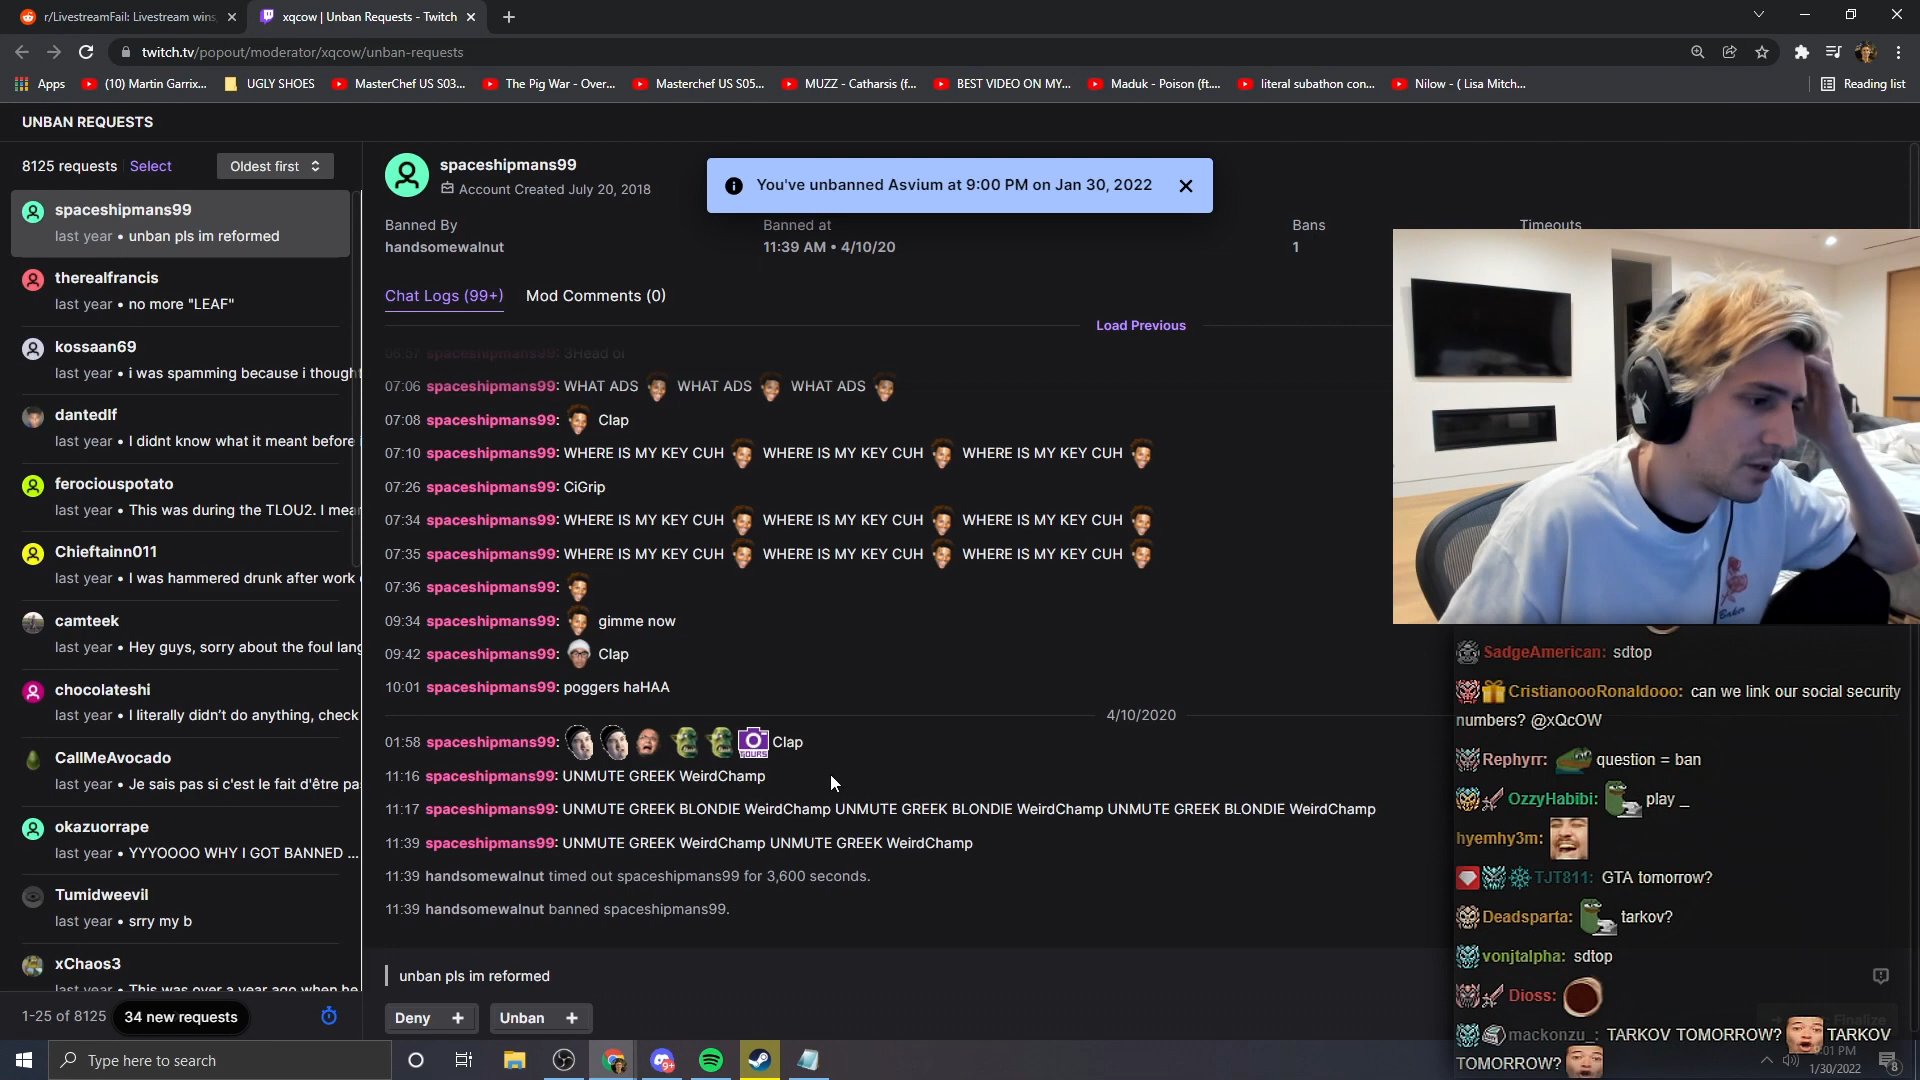 r/LivestreamFail: Livestream wins,
xqcow | Unban Requests - Twitch
twitch.tv/popout/moderator/xqcow/unban-requests
Apps
(10) Martin Garrix...
UGLY SHOES
MasterChef US S03...
The Pig War - Over...
Masterchef US S05...
MUZZ - Catharsis (f...
BEST VIDEO ON MY...
Maduk - Poison (ft....
literal subathon con...
Nilow - ( Lisa Mitch...
Reading list
UNBAN REQUESTS
8125 requests Select
Oldest first
spaceshipmans99
last year • unban pls im reformed
therealfrancis
last year • no more "LEAF"
kossaan69
last year • i was spamming because i thought
dantedlf
last year • I didnt know what it meant before
ferociouspotato
last year • This was during the TLOU2. I mea
Chieftainn011
last year • I was hammered drunk after work
camteek
last year • Hey guys, sorry about the foul lang
chocolateshi
last year • I literally didn't do anything, check
CallMeAvocado
last year • Je sais pas si c'est le fait d'être pa
okazuorrape
last year • YYYOOOO WHY I GOT BANNED ...
Tumidweevil
last year • srry my b
xChaos3
last year • This was over a year ago when he
1-25 of 8125
34 new requests
spaceshipmans99
Account Created July 20, 2018
You've unbanned Asvium at 9:00 PM on Jan 30, 2022
Banned By
handsomewalnut
Banned at
11:39 AM • 4/10/20
Bans
1
Timeouts
Chat Logs (99+)
Mod Comments (0)
Load Previous
spaceshipmans99: 3Head oi
07:06 spaceshipmans99: WHAT ADS WHAT ADS WHAT ADS
07:08 spaceshipmans99: Clap
07:10 spaceshipmans99: WHERE IS MY KEY CUH WHERE IS MY KEY CUH WHERE IS MY KEY CUH
07:26 spaceshipmans99: CiGrip
07:34 spaceshipmans99: WHERE IS MY KEY CUH WHERE IS MY KEY CUH WHERE IS MY KEY CUH
07:35 spaceshipmans99: WHERE IS MY KEY CUH WHERE IS MY KEY CUH WHERE IS MY KEY CUH
07:36 spaceshipmans99:
09:34 spaceshipmans99: gimme now
09:42 spaceshipmans99: Clap
10:01 spaceshipmans99: poggers haHAA
4/10/2020
01:58 spaceshipmans99: TOURS Clap
11:16 spaceshipmans99: UNMUTE GREEK WeirdChamp
11:17 spaceshipmans99: UNMUTE GREEK BLONDIE WeirdChamp UNMUTE GREEK BLONDIE WeirdChamp UNMUTE GREEK BLONDIE WeirdChamp
11:39 spaceshipmans99: UNMUTE GREEK WeirdChamp UNMUTE GREEK WeirdChamp
11:39 handsomewalnut timed out spaceshipmans99 for 3,600 seconds.
11:39 handsomewalnut banned spaceshipmans99.
unban pls im reformed
Deny +
Unban +
Baker
SadgeAmerican: sdtop
CristianoooRonaldooo: can we link our social security
numbers? @xQcOW
Rephyrr: question = ban
OzzyHabibi: play _
hyemhy3m:
TJT811: GTA tomorrow?
Deadsparta: tarkov?
vonjtalpha: sdtop
Dioss:
mackonzu_: TARKOV TOMORROW? TARKOV
TOMORROW?
Type here to search
9+
1/30/2022
8